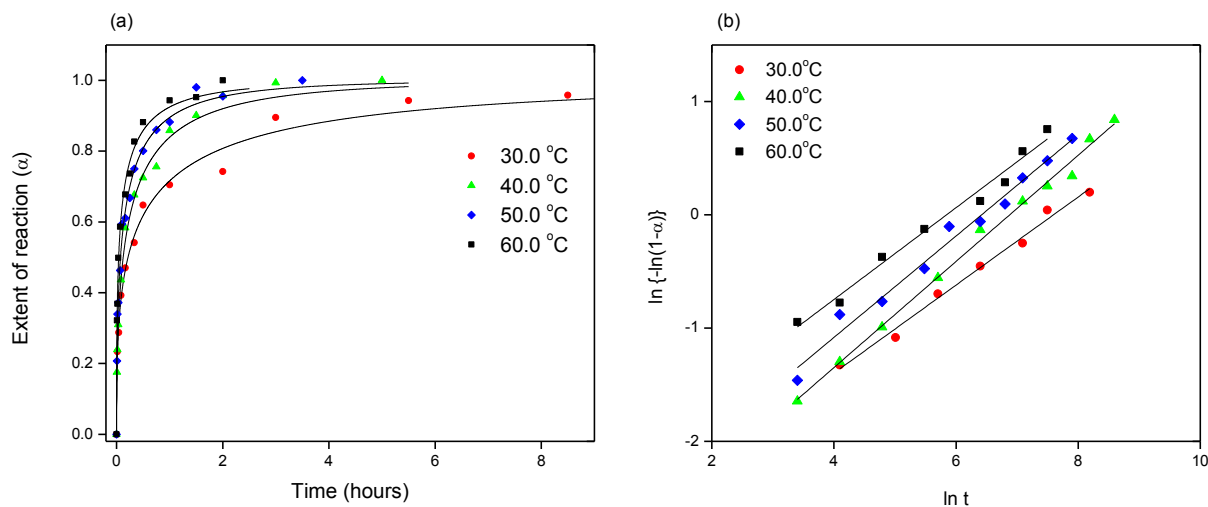 (a)
Extent of reaction (α)
1.0
0.8
0.6
0.4
0.2
0.0
0
2
4
6
8
Time (hours)
30.0 °C
40.0 °C
50.0 °C
60.0 °C
(b)
ln {-ln(1-α)}
1
0
-1
-2
2
4
6
8
10
ln t
30.0°C
40.0°C
50.0°C
60.0°C